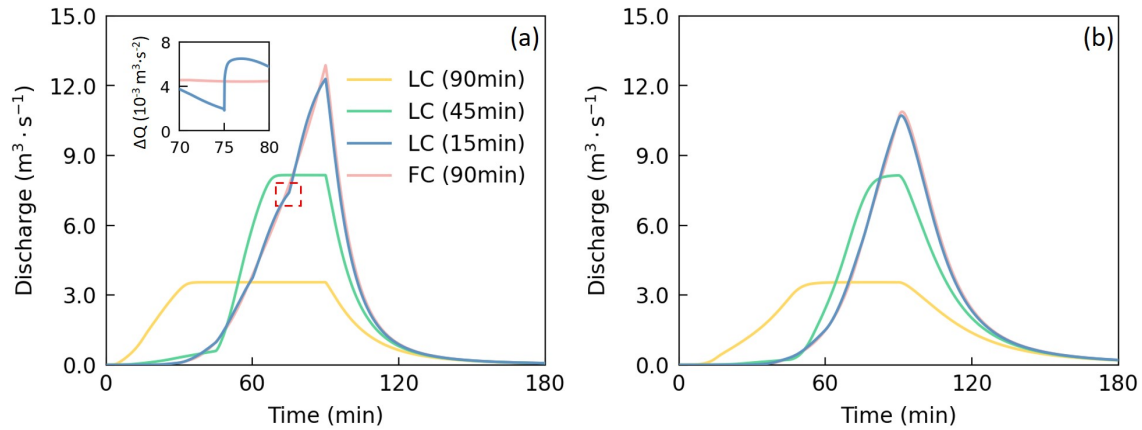 15.0
12.0
9.0
6.0
3.0
0.0
Discharge (m³ · s⁻¹)
0
60
120
180
Time (min)
(a)
8
4
0
70
75
80
ΔQ (10⁻³ m³·s⁻²)
LC (90min)
LC (45min)
LC (15min)
FC (90min)
15.0
12.0
9.0
6.0
3.0
0.0
Discharge (m³ · s⁻¹)
0
60
120
180
Time (min)
(b)